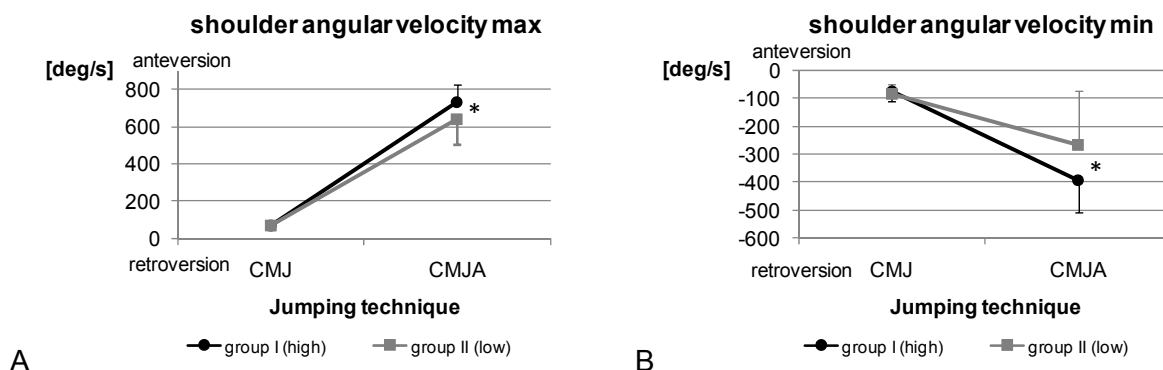 shoulder angular velocity max
anteversion
[deg/s]
800
600
400
200
0
retroversion
CMJ
CMJA
*
Jumping technique
group I (high)
group II (low)
A
shoulder angular velocity min
anteversion
[deg/s]
0
-100
-200
-300
-400
-500
-600
retroversion
CMJ
CMJA
*
Jumping technique
group I (high)
group II (low)
B